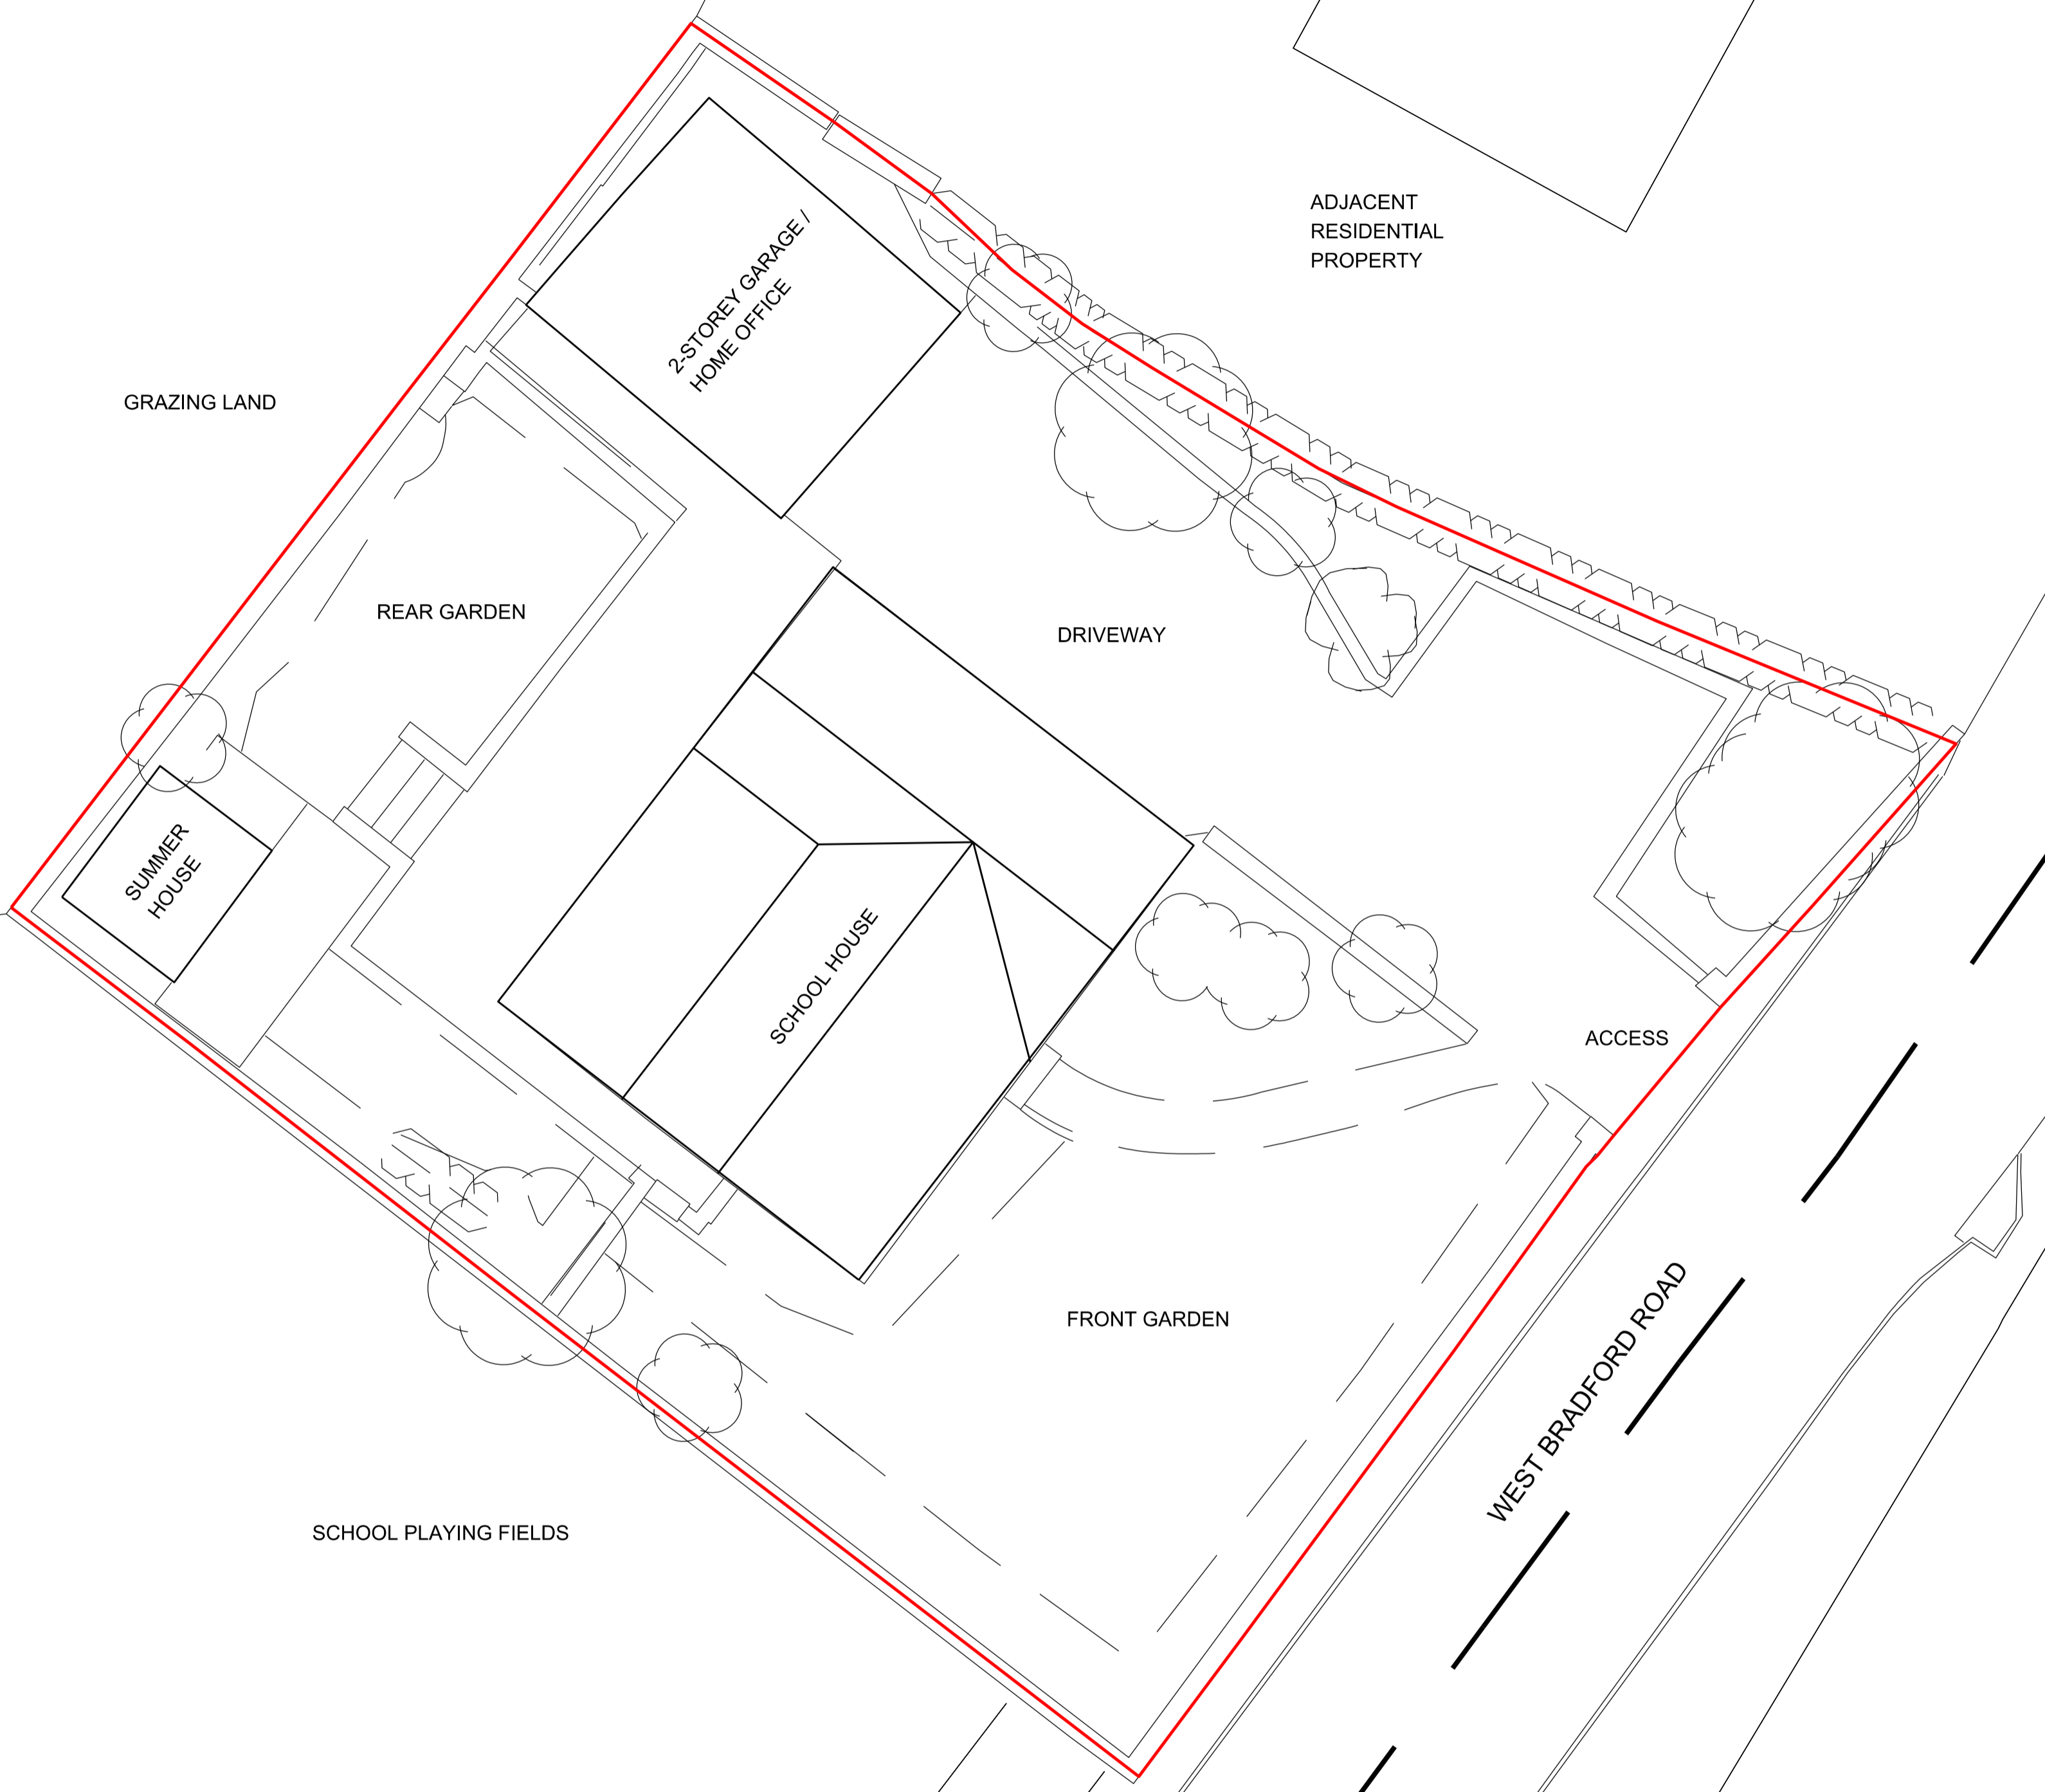 ADJACENT
RESIDENTIAL
PROPERTY
2-STOREY GARAGE /
HOME OFFICE
GRAZING LAND
REAR GARDEN
DRIVEWAY
SUMMER
HOUSE
SCHOOL HOUSE
ACCESS
FRONT GARDEN
WEST BRADFORD ROAD
SCHOOL PLAYING FIELDS